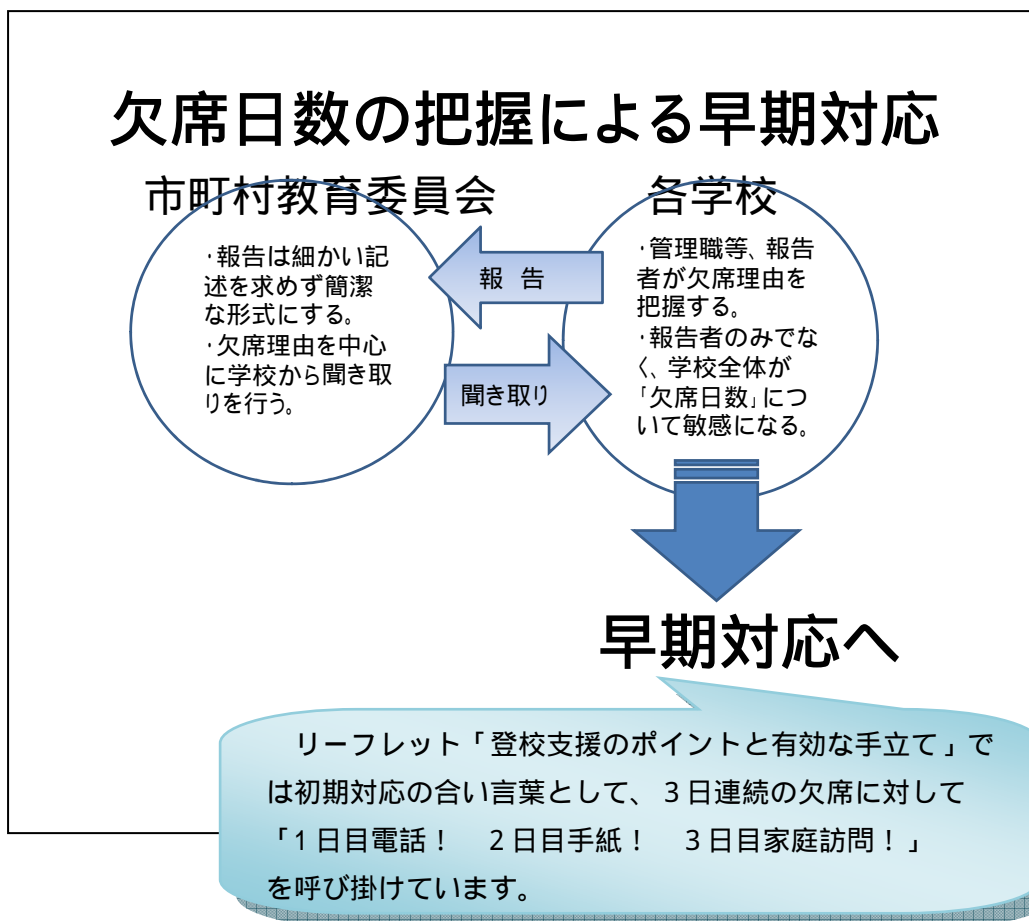 欠席日数の把握による早期対応
市町村教育委員会
・報告は細かい記
述を求めず簡潔
な形式にする。
・欠席理由を中心
に学校から聞き取
りを行う。
報 告
聞き取り
各学校
・管理職等、報告
者が欠席理由を
把握する。
・報告者のみでな
く、学校全体が
「欠席日数」につ
いて敏感になる。
早期対応へ
リーフレット「登校支援のポイントと有効な手立て」で
は初期対応の合い言葉として、３日連続の欠席に対して
「1日目電話！　2日目手紙！　3日目家庭訪問！」
を呼び掛けています。